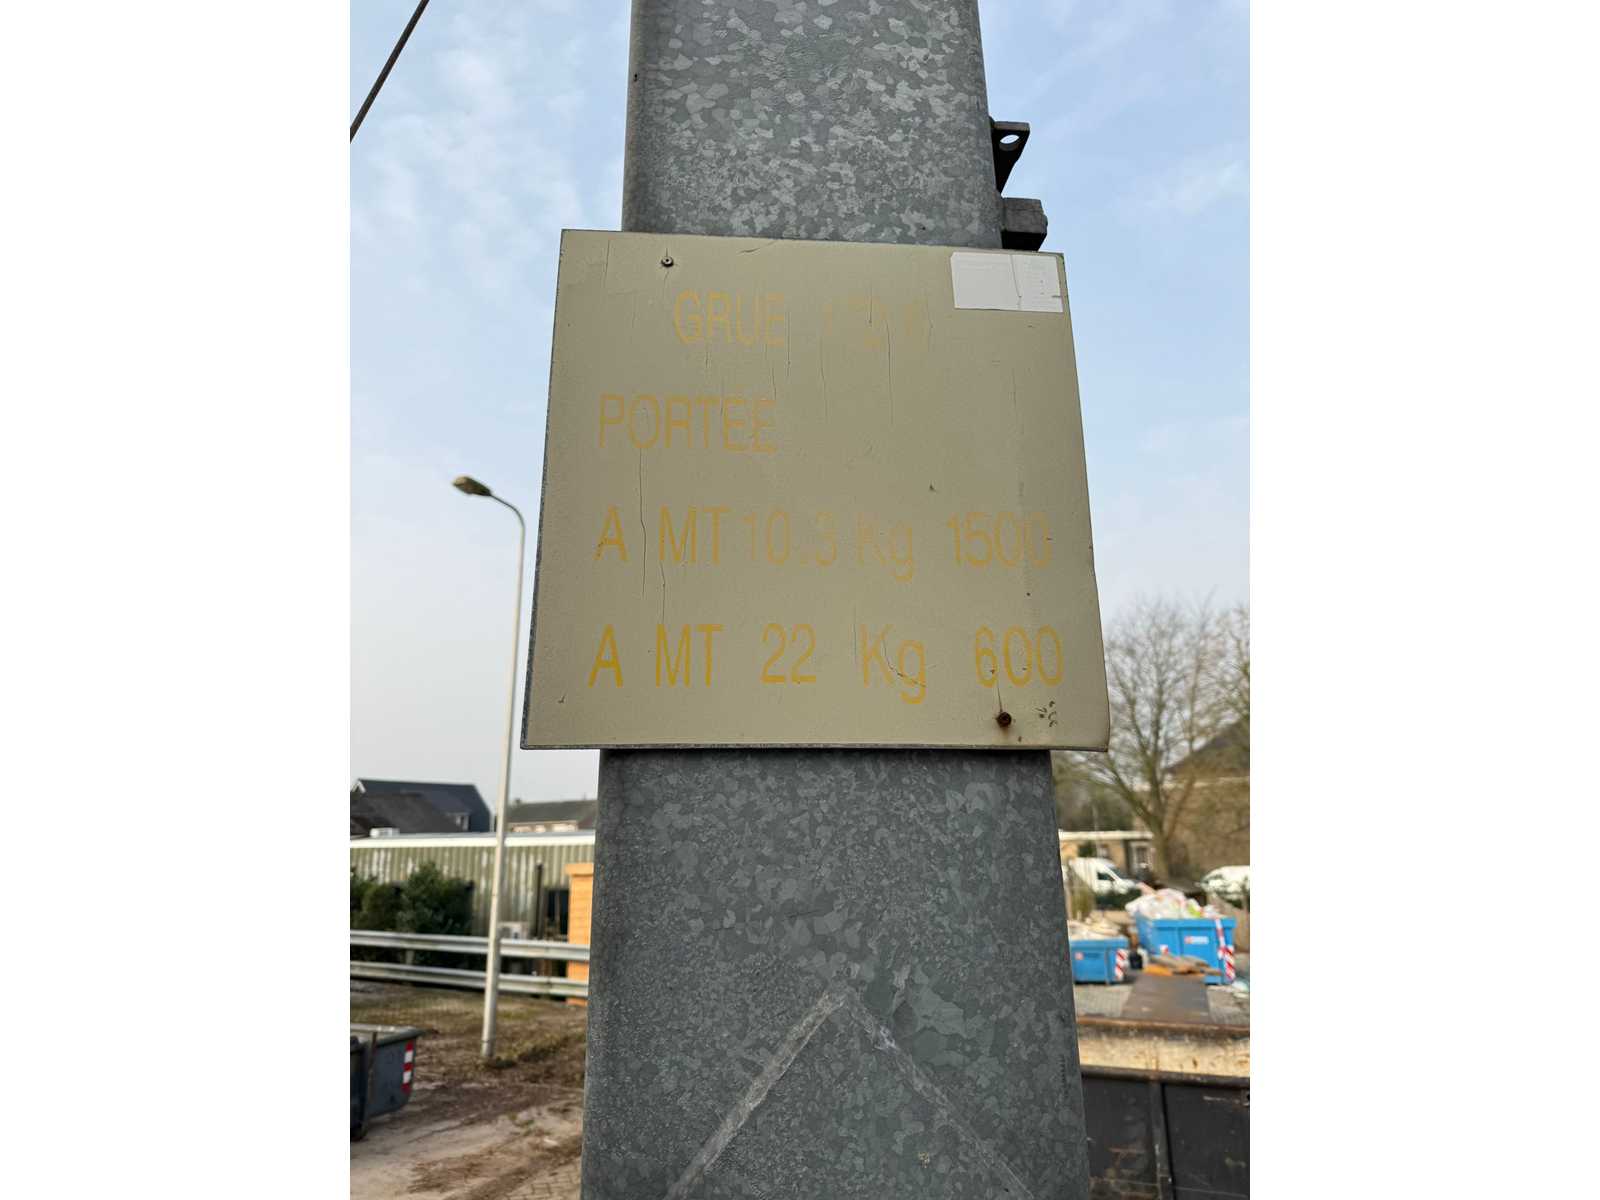 GRUE
PORTEE
A MT 10.3 Kg 1500
A MT 22 Kg 600